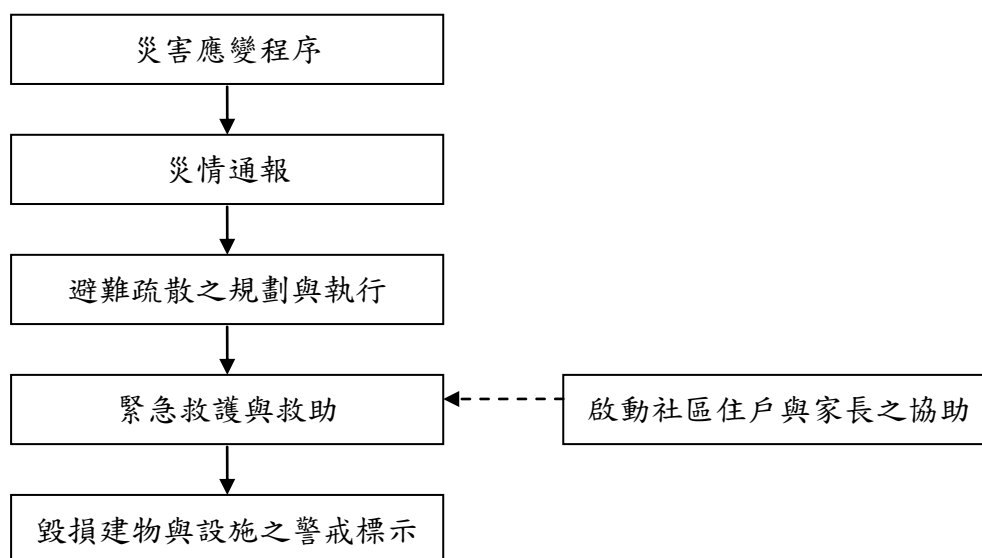 災害應變程序
災情通報
避難疏散之規劃與執行
緊急救護與救助
啟動社區住戶與家長之協助
毀損建物與設施之警戒標示